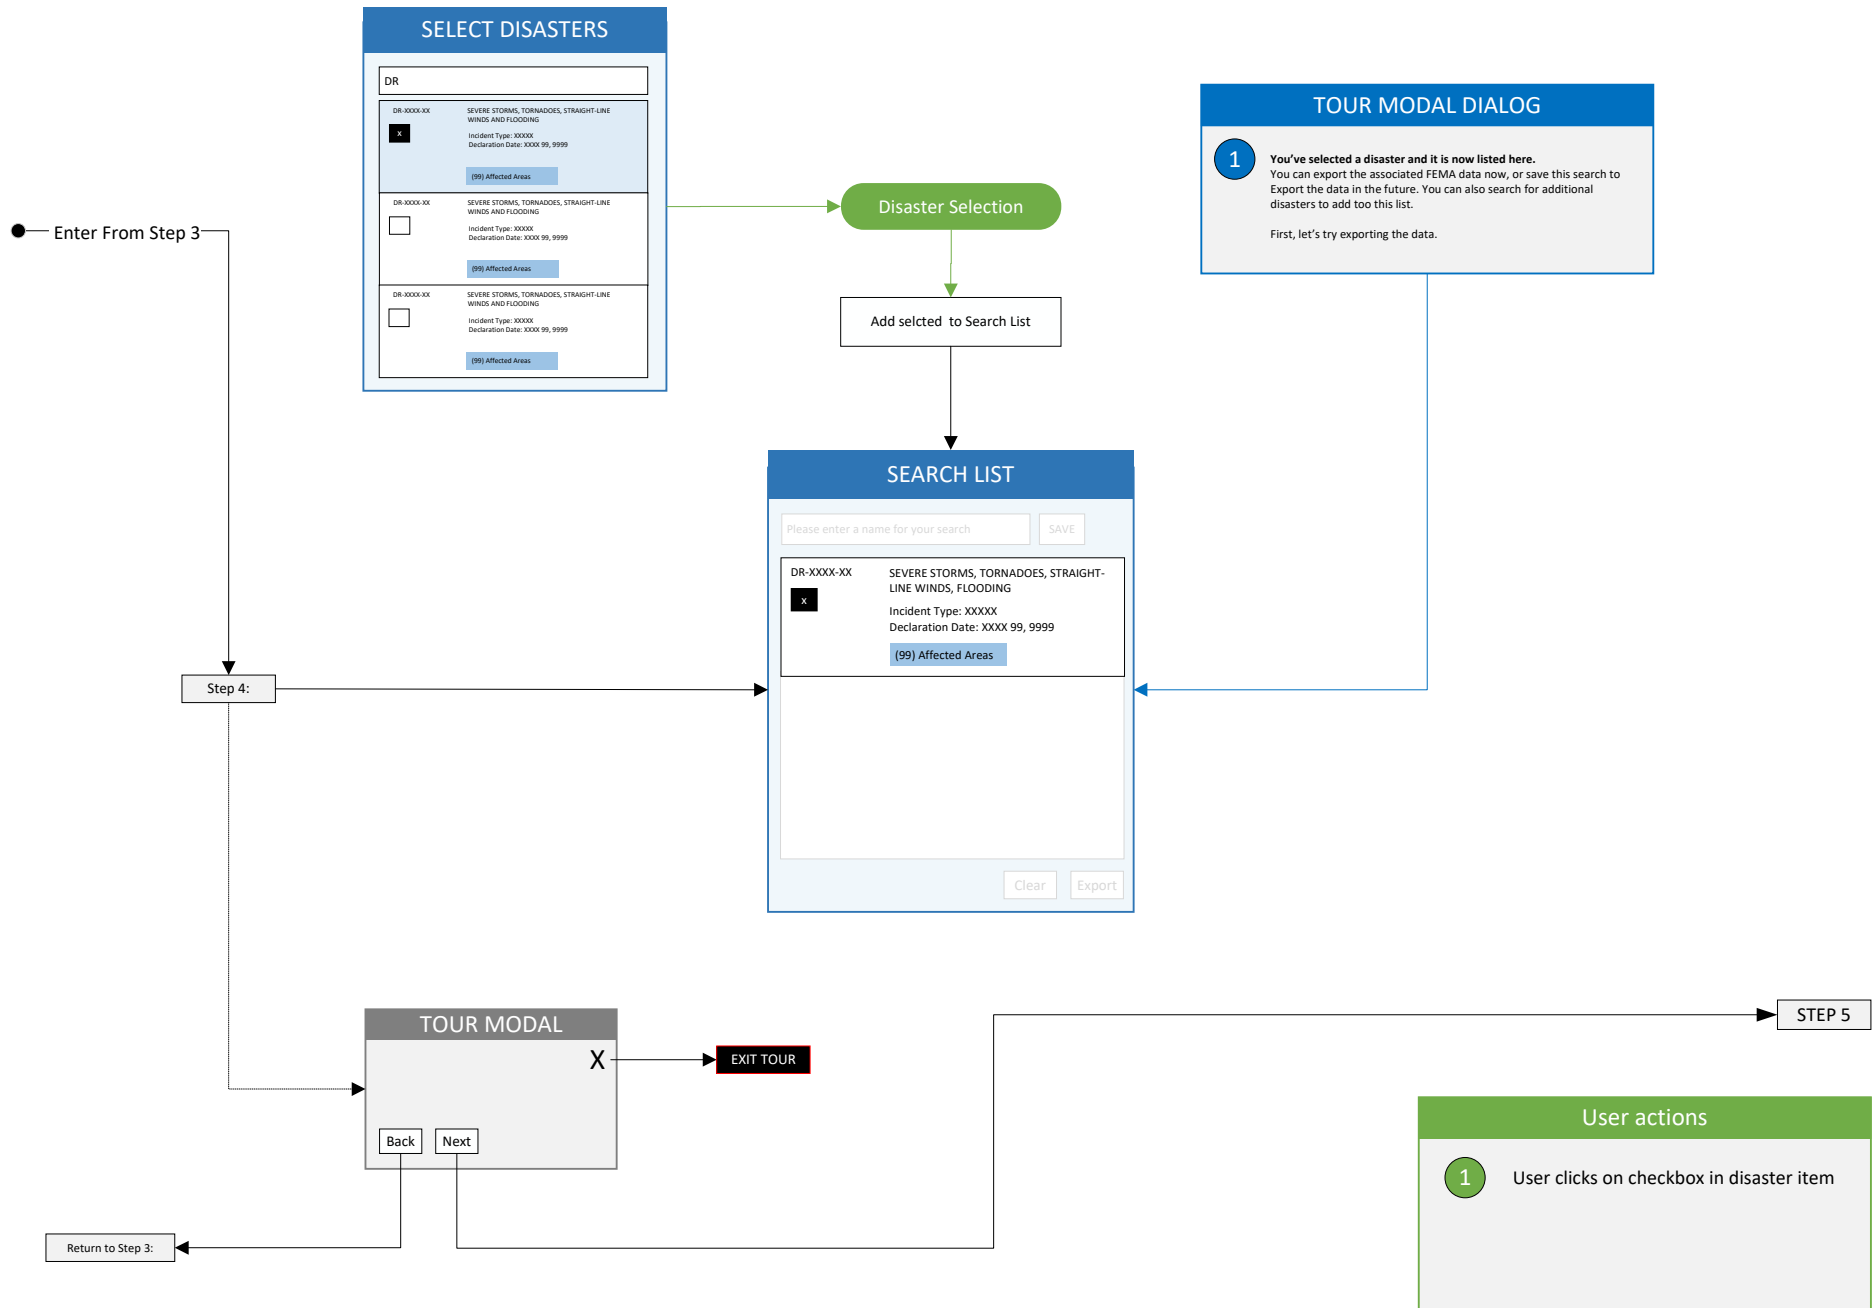 SELECT DISASTERS
DR
DR-XXXX-XX
SEVERE STORMS, TORNADOES, STRAIGHT-LINE
WINDS AND FLOODING
x
Incident Type: XXXXX
Declaration Date: XXXX 99, 9999
(99) Affected Areas
DR-XXXX-XX
SEVERE STORMS, TORNADOES, STRAIGHT-LINE
WINDS AND FLOODING
Incident Type: XXXXX
Declaration Date: XXXX 99, 9999
(99) Affected Areas
DR-XXXX-XX
SEVERE STORMS, TORNADOES, STRAIGHT-LINE
WINDS AND FLOODING
Incident Type: XXXXX
Declaration Date: XXXX 99, 9999
(99) Affected Areas
Disaster Selection
TOUR MODAL DIALOG
1
You've selected a disaster and it is now listed here.
You can export the associated FEMA data now, or save this search to
Export the data in the future. You can also search for additional
disasters to add too this list.
First, let's try exporting the data.
Enter From Step 3
Add selcted to Search List
SEARCH LIST
Please enter a name for your search
SAVE
DR-XXXX-XX
SEVERE STORMS, TORNADOES, STRAIGHT-
LINE WINDS, FLOODING
x
Incident Type: XXXXX
Declaration Date: XXXX 99, 9999
(99) Affected Areas
Step 4:
Clear
Export
TOUR MODAL
X
EXIT TOUR
STEP 5
Back
Next
User actions
1
User clicks on checkbox in disaster item
Return to Step 3: